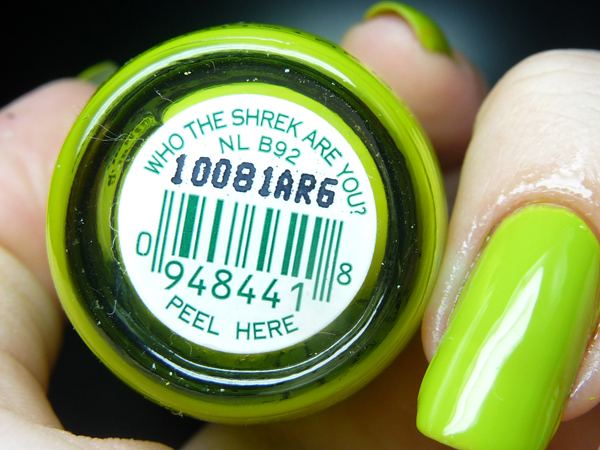 WHO THE SHREK ARE YOU?
NL B92
10081AR6
0 948441 8
PEEL HERE